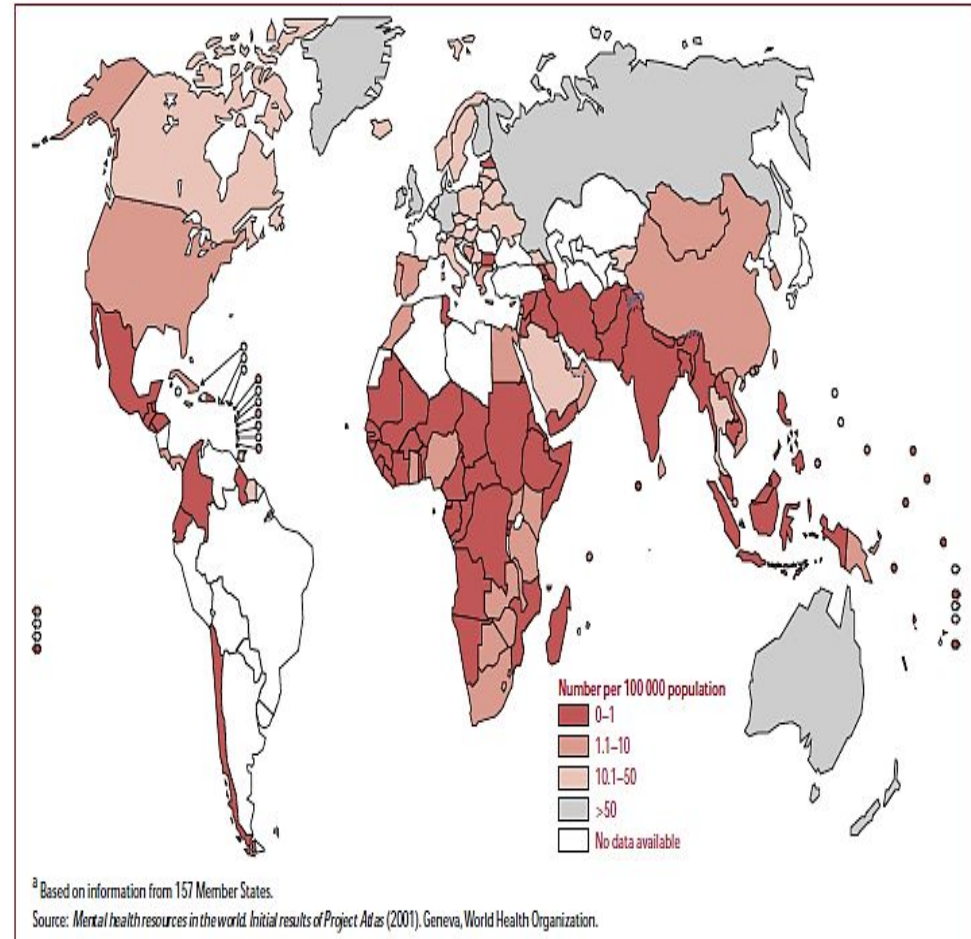 Number per 100 000 population
0–1
1.1–10
10.1–50
>50
No data available
a Based on information from 157 Member States.
Source: Mental health resources in the world. Initial results of Project Atlas (2001). Geneva, World Health Organization.